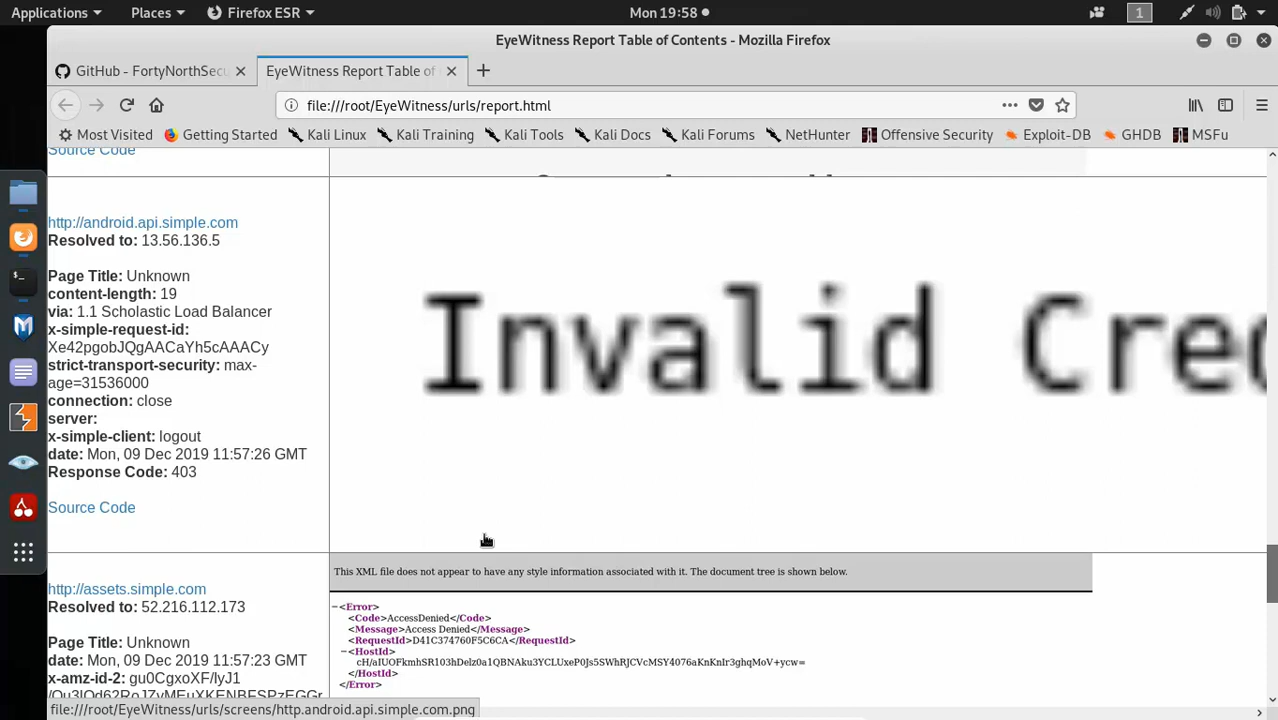 Applications
Places
Firefox ESR
Mon 19:58
1
EyeWitness Report Table of Contents - Mozilla Firefox
GitHub - FortyNorthSecu
EyeWitness Report Table of
file:///root/EyeWitness/urls/report.html
Most Visited
Getting Started
Kali Linux
Kali Training
Kali Tools
Kali Docs
Kali Forums
NetHunter
Offensive Security
Exploit-DB
GHDB
MSFu
Source Code
http://android.api.simple.com
Resolved to: 13.56.136.5
Page Title: Unknown
content-length: 19
via: 1.1 Scholastic Load Balancer
x-simple-request-id:
Xe42pgobJQgAACaYh5cAAACy
strict-transport-security: max-
age=31536000
connection: close
server:
x-simple-client: logout
date: Mon, 09 Dec 2019 11:57:26 GMT
Response Code: 403
Source Code
Invalid Cre
http://assets.simple.com
Resolved to: 52.216.112.173
Page Title: Unknown
date: Mon, 09 Dec 2019 11:57:23 GMT
x-amz-id-2: gu0CgxoXF/lyJ1
This XML file does not appear to have any style information associated with it. The document tree is shown below.
−<Error>
<Code>AccessDenied</Code>
<Message>Access Denied</Message>
<RequestId>D41C374760F5C6CA</RequestId>
−<HostId>
cH/aIUOFkmhSR103hDelz0a1QBNAku3YCLUxeP0Js5SWhRJCVcMSY4076aKnKnIr3ghqMoV+ycw=
</HostId>
</Error>
file:///root/EyeWitness/urls/screens/http.android.api.simple.com.png